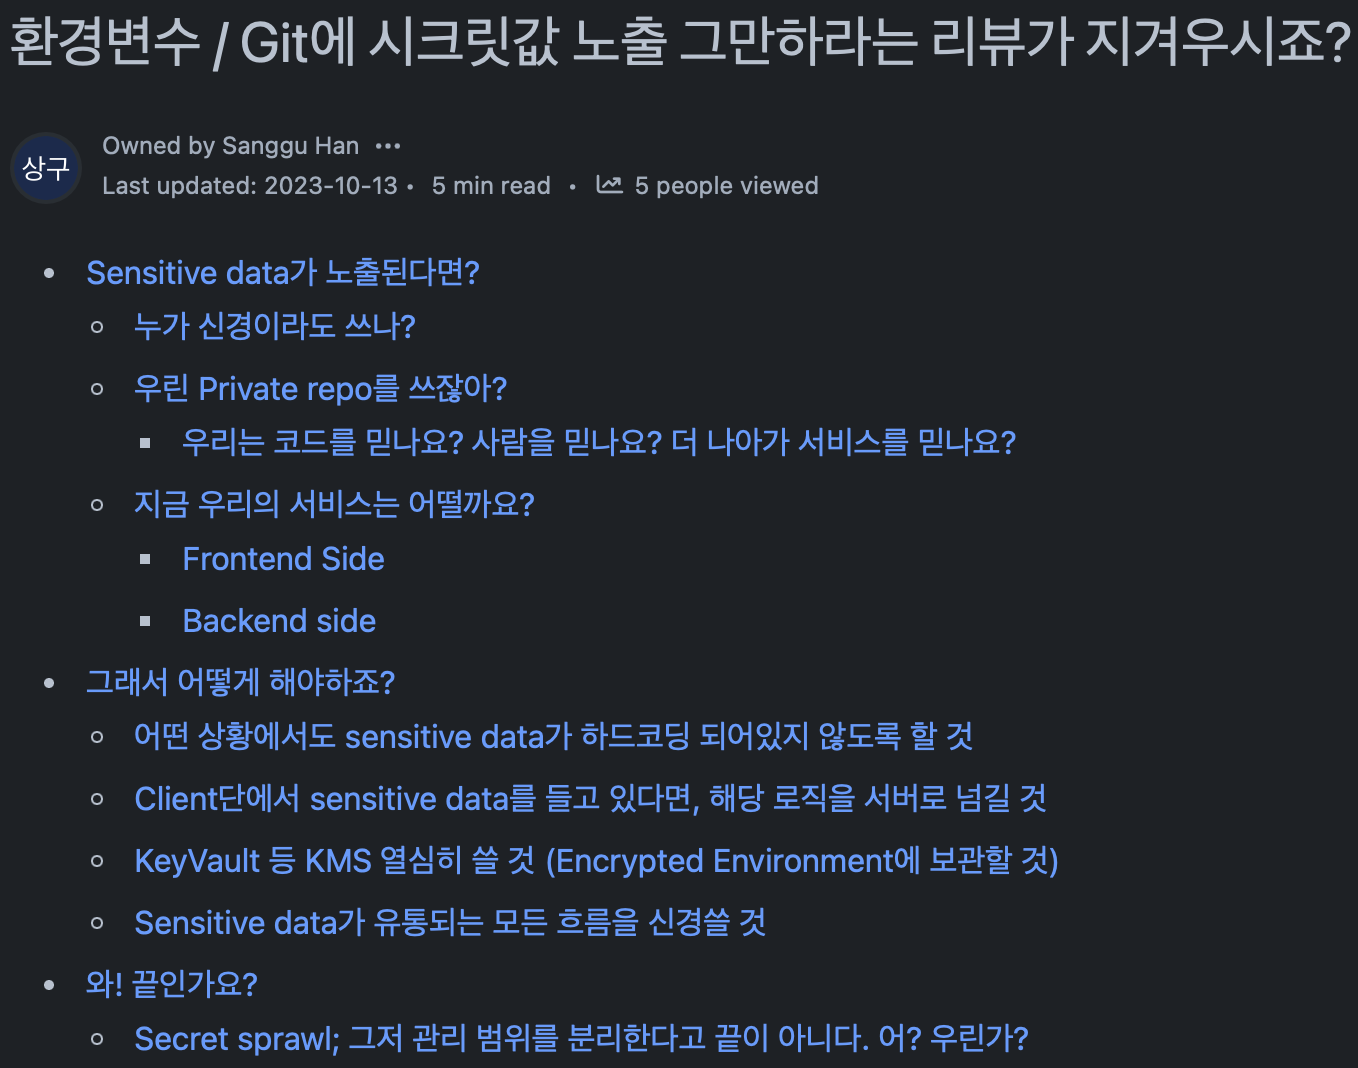 환경변수 / Git에 시크릿값 노출 그만하라는 리뷰가 지겨우시죠?
상구
Owned by Sanggu Han •••
Last updated: 2023-10-13 • 5 min read • 5 people viewed
Sensitive data가 노출된다면?
누가 신경이라도 쓰나?
우린 Private repo를 쓰잖아?
우리는 코드를 믿나요? 사람을 믿나요? 더 나아가 서비스를 믿나요?
지금 우리의 서비스는 어떨까요?
Frontend Side
Backend side
그래서 어떻게 해야하죠?
어떤 상황에서도 sensitive data가 하드코딩 되어있지 않도록 할 것
Client단에서 sensitive data를 들고 있다면, 해당 로직을 서버로 넘길 것
KeyVault 등 KMS 열심히 쓸 것 (Encrypted Environment에 보관할 것)
Sensitive data가 유통되는 모든 흐름을 신경쓸 것
와! 끝인가요?
Secret sprawl; 그저 관리 범위를 분리한다고 끝이 아니다. 어? 우린가?